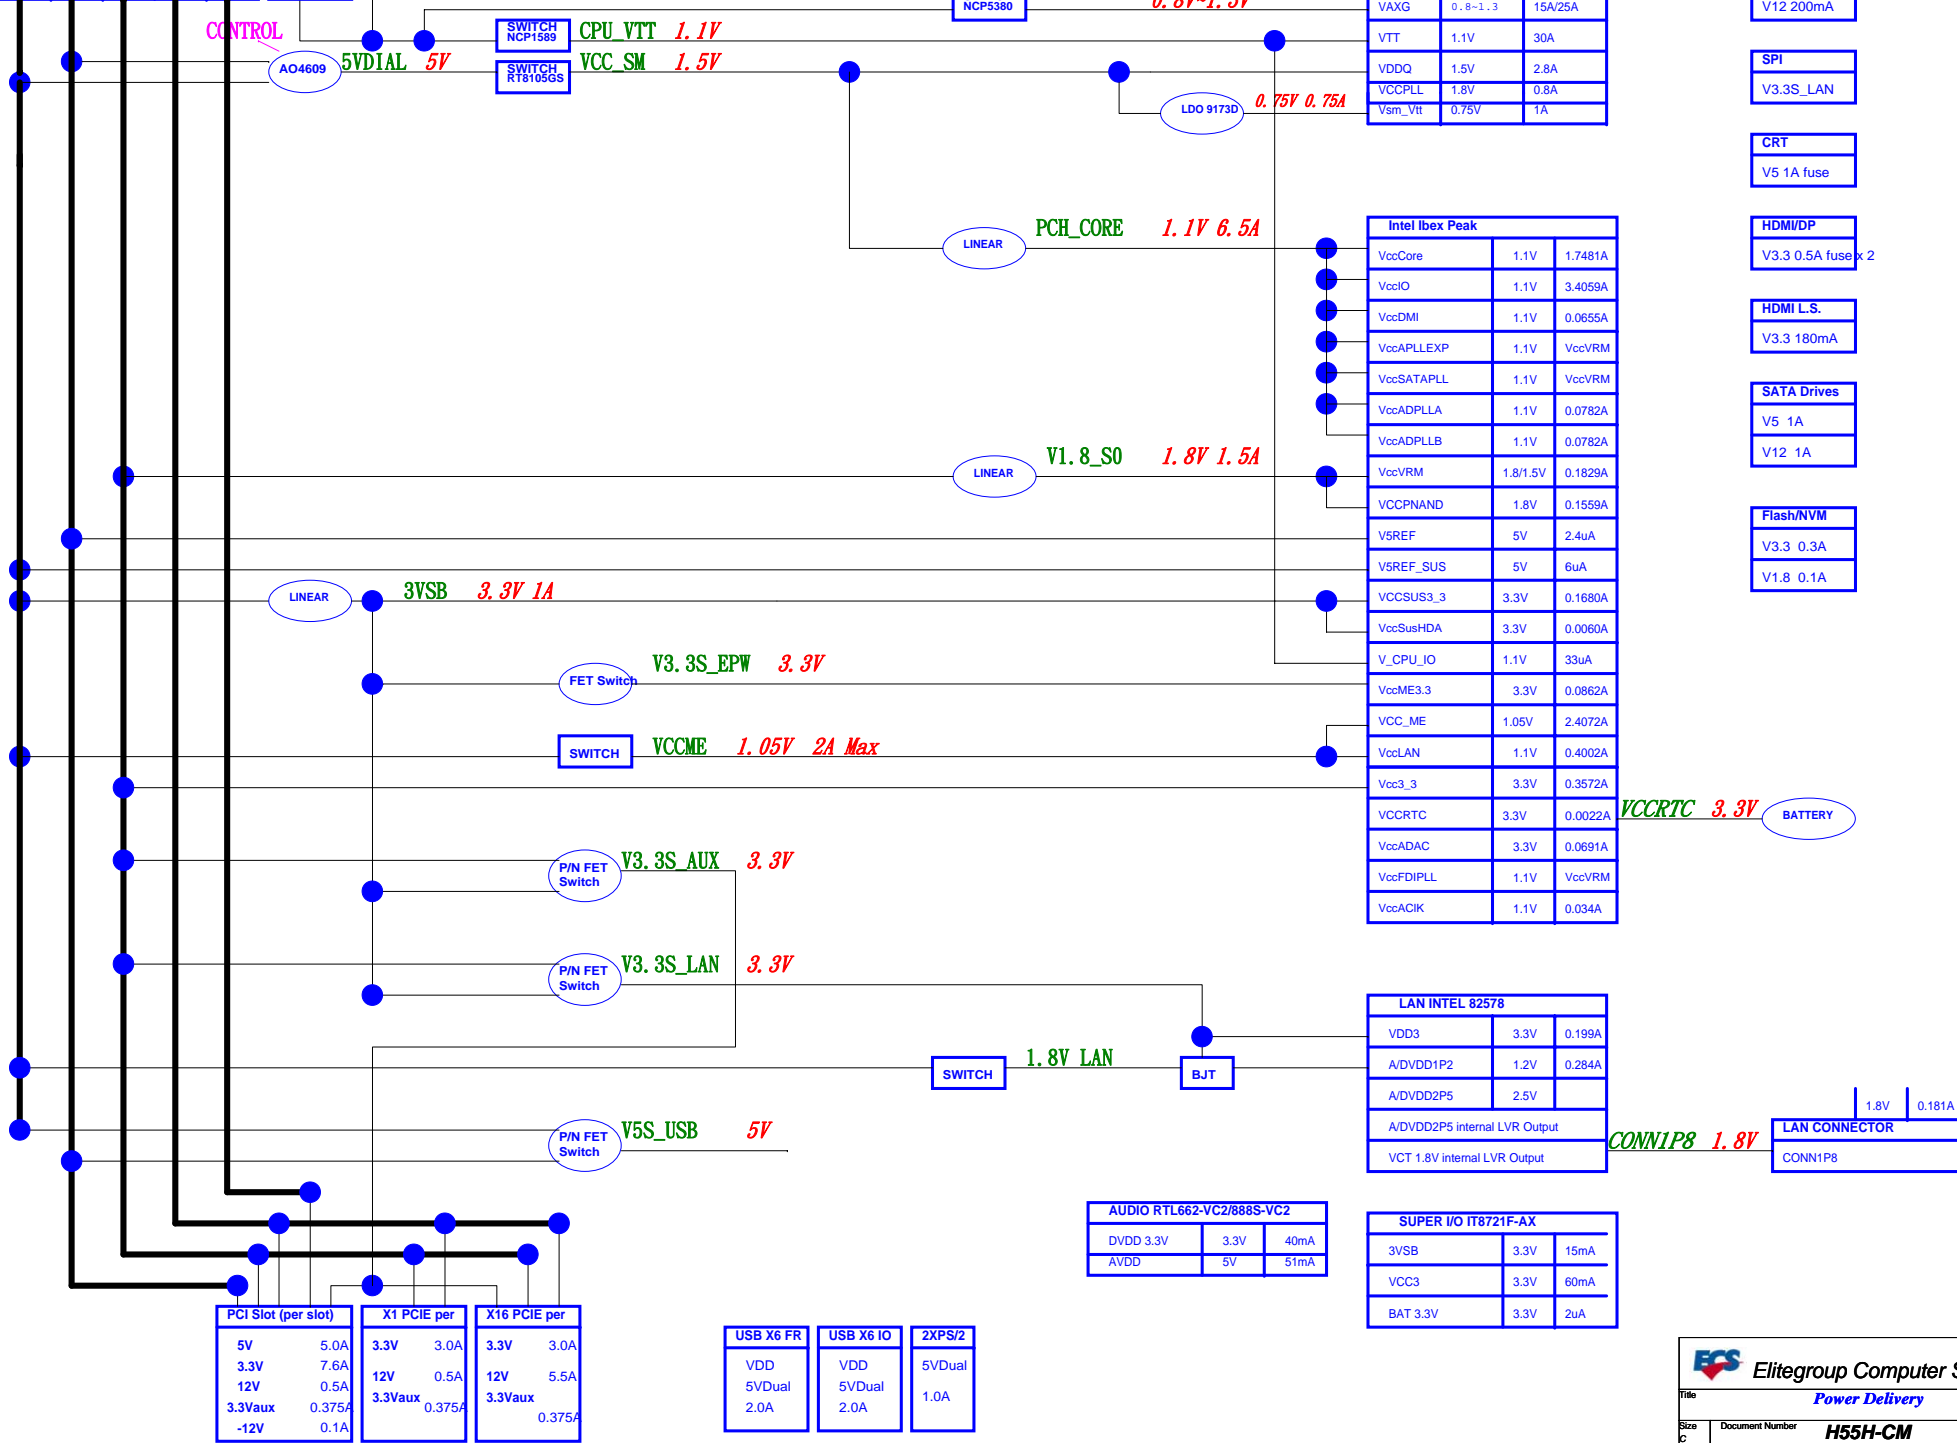 NCP5380
0.8V~1.3V
VAXG 0.8~1.3 15A/25A
V12 200mA
CONTROL
SWITCH
NCP1589
CPU_VTT 1.1V
VTT 1.1V 30A
AO4609
5VDIAL 5V
SWITCH
RT8105GS
VCC_SM 1.5V
VDDQ 1.5V 2.8A
VCCPLL 1.8V 0.8A
LDO 9173D
0.75V 0.75A
Vsm_Vtt 0.75V 1A
SPI
V3.3S_LAN
CRT
V5 1A fuse
HDMI/DP
V3.3 0.5A fuse x 2
HDMI L.S.
V3.3 180mA
SATA Drives
V5 1A
V12 1A
Flash/NVM
V3.3 0.3A
V1.8 0.1A
LINEAR
PCH_CORE 1.1V 6.5A
Intel Ibex Peak
VccCore 1.1V 1.7481A
VccIO 1.1V 3.4059A
VccDMI 1.1V 0.0655A
VccAPLLEXP 1.1V VccVRM
VccSATAPLL 1.1V VccVRM
VccADPLLA 1.1V 0.0782A
VccADPLLB 1.1V 0.0782A
LINEAR
V1.8_S0 1.8V 1.5A
VccVRM 1.8/1.5V 0.1829A
VCCPNAND 1.8V 0.1559A
V5REF 5V 2.4uA
V5REF_SUS 5V 6uA
LINEAR
3VSB 3.3V 1A
VCCSUS3_3 3.3V 0.1680A
VccSusHDA 3.3V 0.0060A
V_CPU_IO 1.1V 33uA
FET Switch
V3.3S_EPW 3.3V
VccME3.3 3.3V 0.0862A
VCC_ME 1.05V 2.4072A
SWITCH
VCCME 1.05V 2A Max
VccLAN 1.1V 0.4002A
Vcc3_3 3.3V 0.3572A
VCCRTC 3.3V 0.0022A
VCCRTC 3.3V
BATTERY
VccADAC 3.3V 0.0691A
VccFDIPLL 1.1V VccVRM
VccAClK 1.1V 0.034A
P/N FET
Switch
V3.3S_AUX 3.3V
P/N FET
Switch
V3.3S_LAN 3.3V
SWITCH
1.8V LAN
BJT
LAN INTEL 82578
VDD3 3.3V 0.199A
A/DVDD1P2 1.2V 0.284A
A/DVDD2P5 2.5V
A/DVDD2P5 internal LVR Output
VCT 1.8V internal LVR Output
CONN1P8 1.8V
1.8V 0.181A
LAN CONNECTOR
CONN1P8
P/N FET
Switch
V5S_USB 5V
AUDIO RTL662-VC2/888S-VC2
DVDD 3.3V 3.3V 40mA
AVDD 5V 51mA
SUPER I/O IT8721F-AX
3VSB 3.3V 15mA
VCC3 3.3V 60mA
BAT 3.3V 3.3V 2uA
PCI Slot (per slot)
5V 5.0A
3.3V 7.6A
12V 0.5A
3.3Vaux 0.375A
-12V 0.1A
X1 PCIE per
3.3V 3.0A
12V 0.5A
3.3Vaux
0.375A
X16 PCIE per
3.3V 3.0A
12V 5.5A
3.3Vaux
0.375A
USB X6 FR
VDD
5VDual
2.0A
USB X6 IO
VDD
5VDual
2.0A
2XPS/2
5VDual
1.0A
ECS Elitegroup Computer S
Title
Power Delivery
Size
C
Document Number
H55H-CM